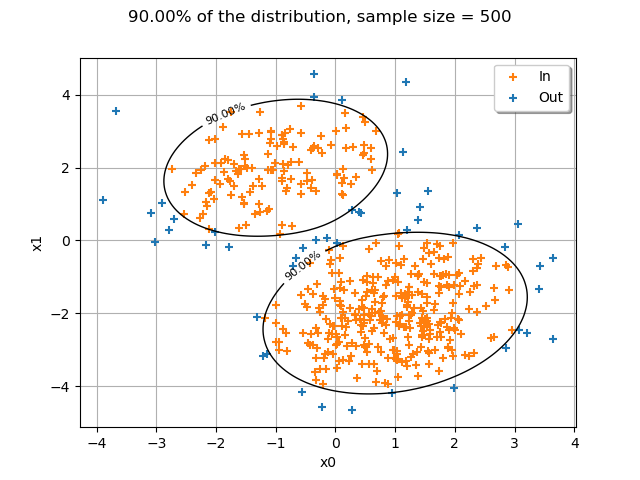 90.00% of the distribution, sample size = 500
In
Out
90.00%
90.00%
4
2
0
−2
−4
x1
−4 −3 −2 −1 0 1 2 3 4
x0